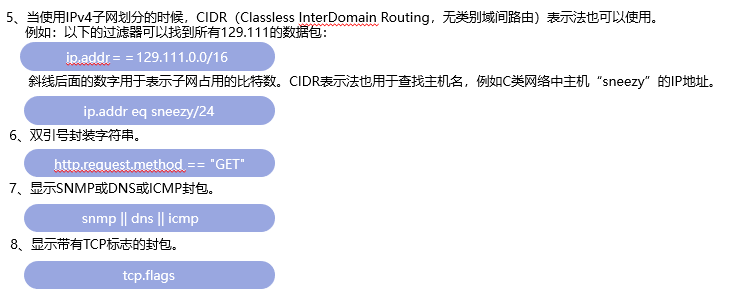 5、当使用IPv4子网划分的时候，CIDR（Classless InterDomain Routing，无类别域间路由）表示法也可以使用。
例如：以下的过滤器可以找到所有129.111的数据包：
ip.addr＝＝129.111.0.0/16
斜线后面的数字用于表示子网占用的比特数。CIDR表示法也用于查找主机名，例如C类网络中主机“sneezy”的IP地址。
ip.addr eq sneezy/24
6、双引号封装字符串。
http.request.method == "GET"
7、显示SNMP或DNS或ICMP封包。
snmp || dns || icmp
8、显示带有TCP标志的封包。
tcp.flags